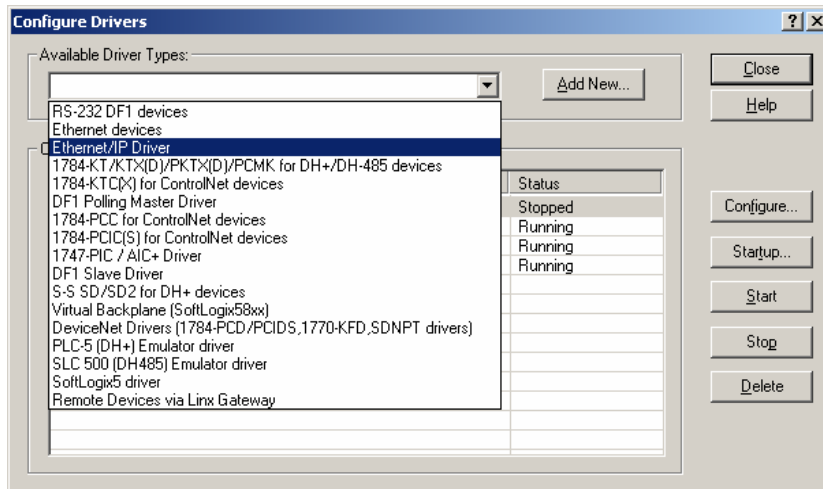 Configure Drivers
Available Driver Types:
Add New...
Close
Help
RS-232 DF1 devices
Ethernet devices
Ethernet/IP Driver
1784-KT/KTX(D)/PKTX(D)/PCMK for DH+/DH-485 devices
1784-KTC(X) for ControlNet devices
DF1 Polling Master Driver
1784-PCC for ControlNet devices
1784-PCIC(S) for ControlNet devices
1747-PIC / AIC+ Driver
DF1 Slave Driver
S-S SD/SD2 for DH+ devices
Virtual Backplane (SoftLogix58xx)
DeviceNet Drivers (1784-PCD/PCIDS,1770-KFD,SDNPT drivers)
PLC-5 (DH+) Emulator driver
SLC 500 (DH485) Emulator driver
SoftLogix5 driver
Remote Devices via Linx Gateway
Status
Stopped
Running
Running
Running
Configure...
Startup...
Start
Stop
Delete